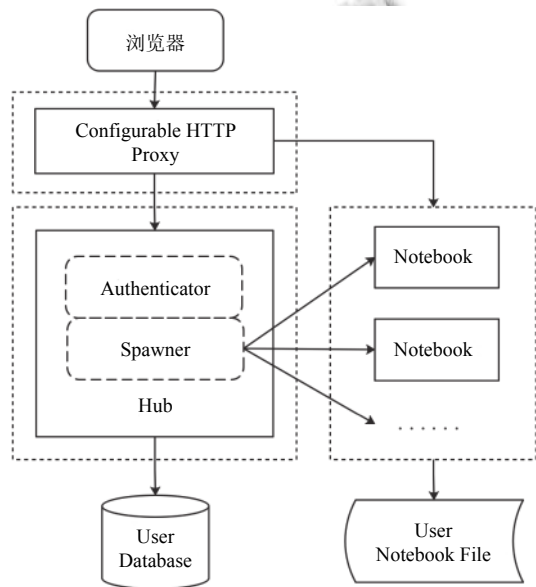 浏览器
Configurable HTTP
Proxy
Authenticator
Spawner
Hub
Notebook
Notebook
. . . . . .
User
Database
User
Notebook File